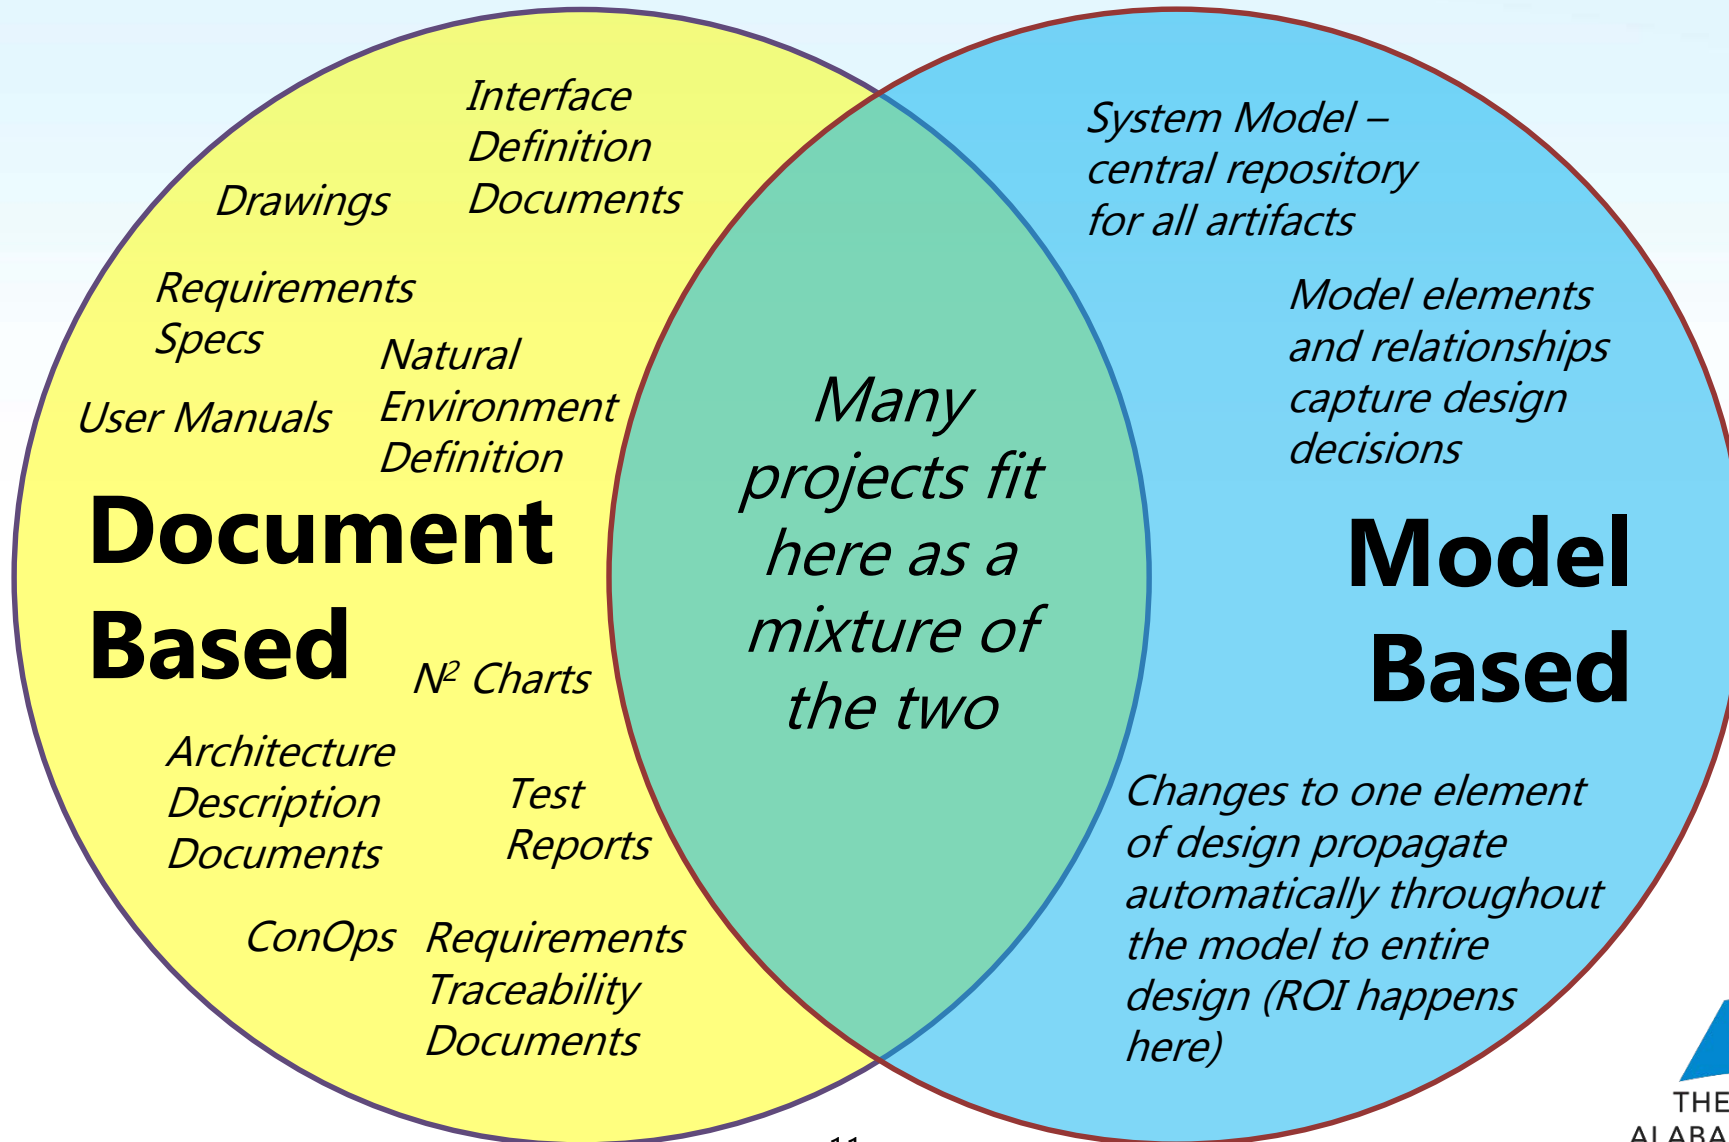 Interface
Definition
Documents
Drawings
Requirements
Specs
Natural
Environment
Definition
User Manuals
Document
Based
N² Charts
Architecture
Description
Documents
Test
Reports
ConOps
Requirements
Traceability
Documents
Many
projects fit
here as a
mixture of
the two
System Model –
central repository
for all artifacts
Model elements
and relationships
capture design
decisions
Model
Based
Changes to one element
of design propagate
automatically throughout
the model to entire
design (ROI happens
here)
THE